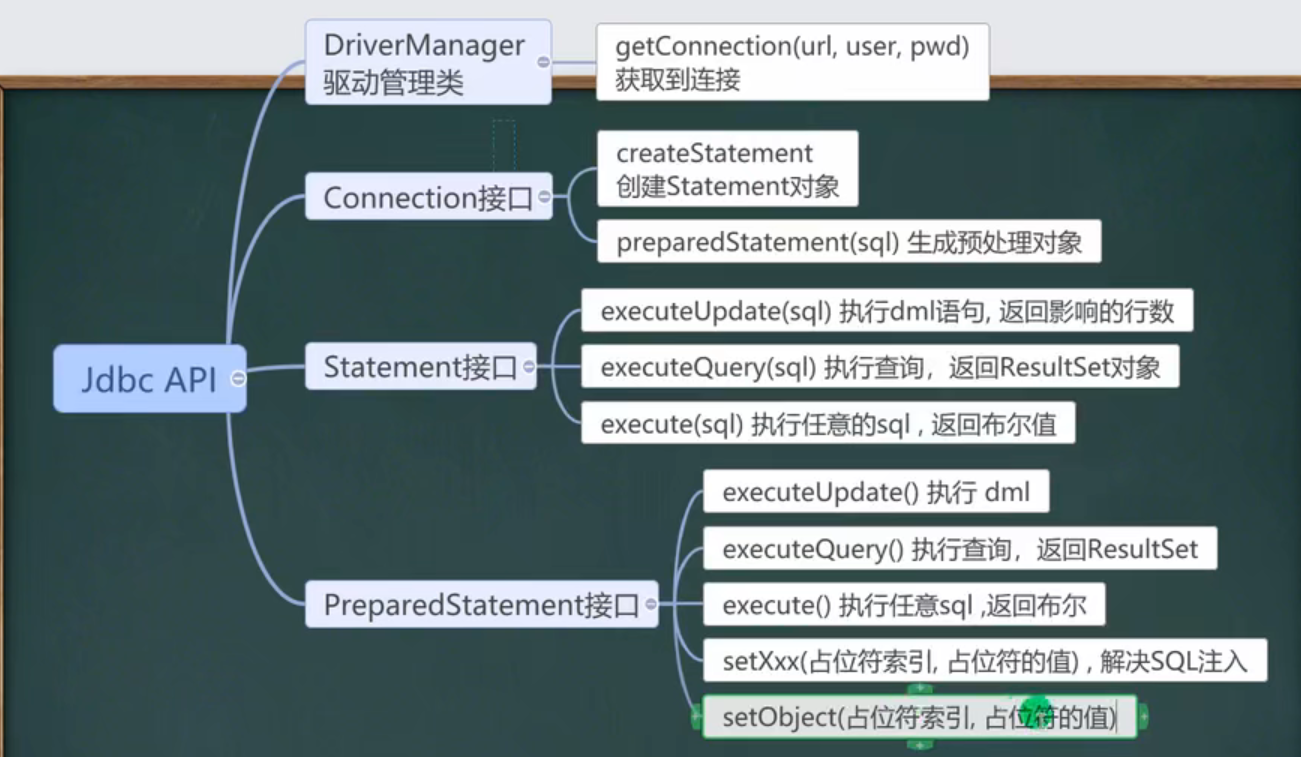 DriverManager
驱动管理类
getConnection(url, user, pwd)
获取到连接
Connection接口
createStatement
创建Statement对象
preparedStatement(sql) 生成预处理对象
Jdbc API
Statement接口
executeUpdate(sql) 执行dml语句, 返回影响的行数
executeQuery(sql) 执行查询，返回ResultSet对象
execute(sql) 执行任意的sql , 返回布尔值
PreparedStatement接口
executeUpdate() 执行 dml
executeQuery() 执行查询，返回ResultSet
execute() 执行任意sql ,返回布尔
setXxx(占位符索引, 占位符的值) , 解决SQL注入
setObject(占位符索引, 占位符的值)